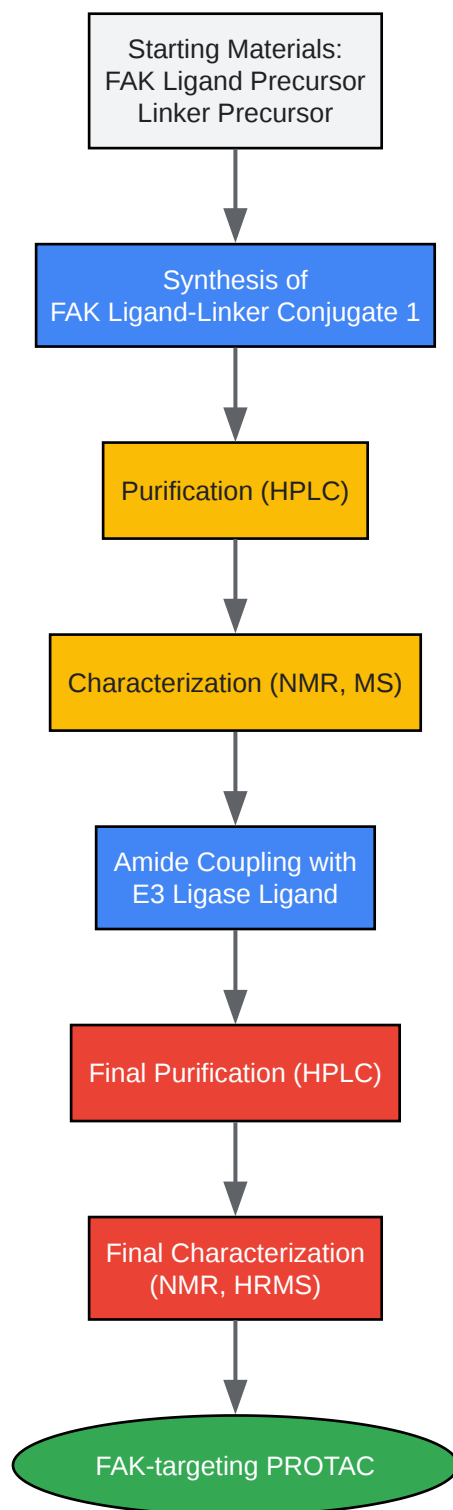 Starting Materials:
FAK Ligand Precursor
Linker Precursor
Synthesis of
FAK Ligand-Linker Conjugate 1
Purification (HPLC)
Characterization (NMR, MS)
Amide Coupling with
E3 Ligase Ligand
Final Purification (HPLC)
Final Characterization
(NMR, HRMS)
FAK-targeting PROTAC